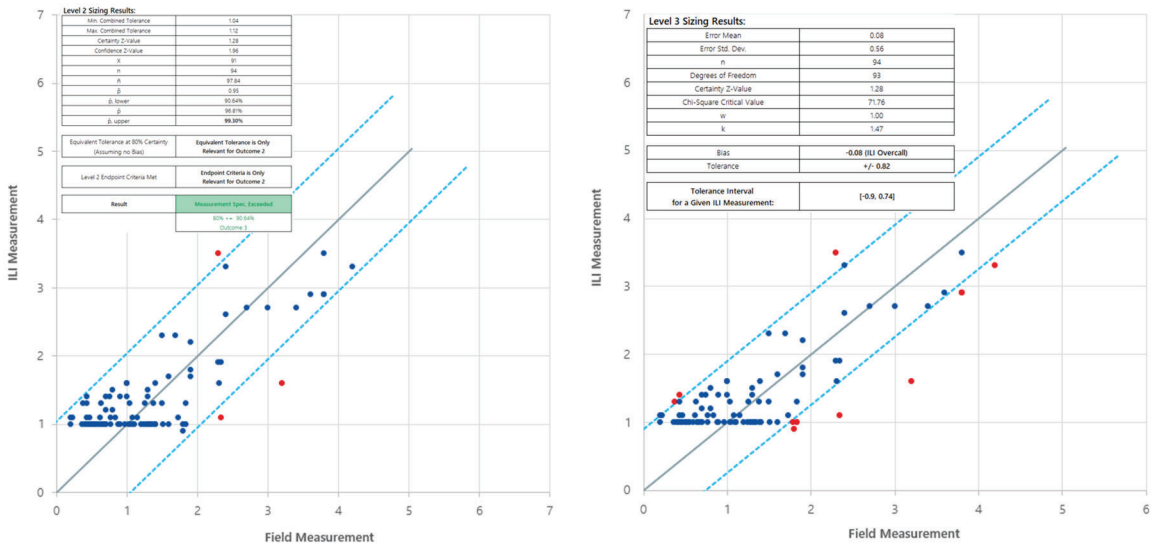 Level 2 Sizing Results:
Min. Combined Tolerance 1.04
Max. Combined Tolerance 1.12
Certainty Z-Value 1.28
Confidence Z-Value 1.96
X 91
n 94
ñ 97.84
p̃ 0.95
p̂, lower 90.64%
p̂ 96.81%
p̂, upper 99.30%
Equivalent Tolerance at 80% Certainty
(Assuming no Bias)
Equivalent Tolerance is Only
Relevant for Outcome 2
Level 2 Endpoint Criteria Met
Endpoint Criteria is Only
Relevant for Outcome 2
Result Measurement Spec. Exceeded
80% <= 90.64%
Outcome 3
7
6
5
4
3
2
1
0
0 1 2 3 4 5 6 7
ILI Measurement
Field Measurement
Level 3 Sizing Results:
Error Mean 0.08
Error Std. Dev. 0.56
n 94
Degrees of Freedom 93
Certainty Z-Value 1.28
Chi-Square Critical Value 71.76
w 1.00
k 1.47
Bias -0.08 (ILI Overcall)
Tolerance +/- 0.82
Tolerance Interval
for a Given ILI Measurement:
[-0.9, 0.74]
7
6
5
4
3
2
1
0
0 1 2 3 4 5 6
ILI Measurement
Field Measurement